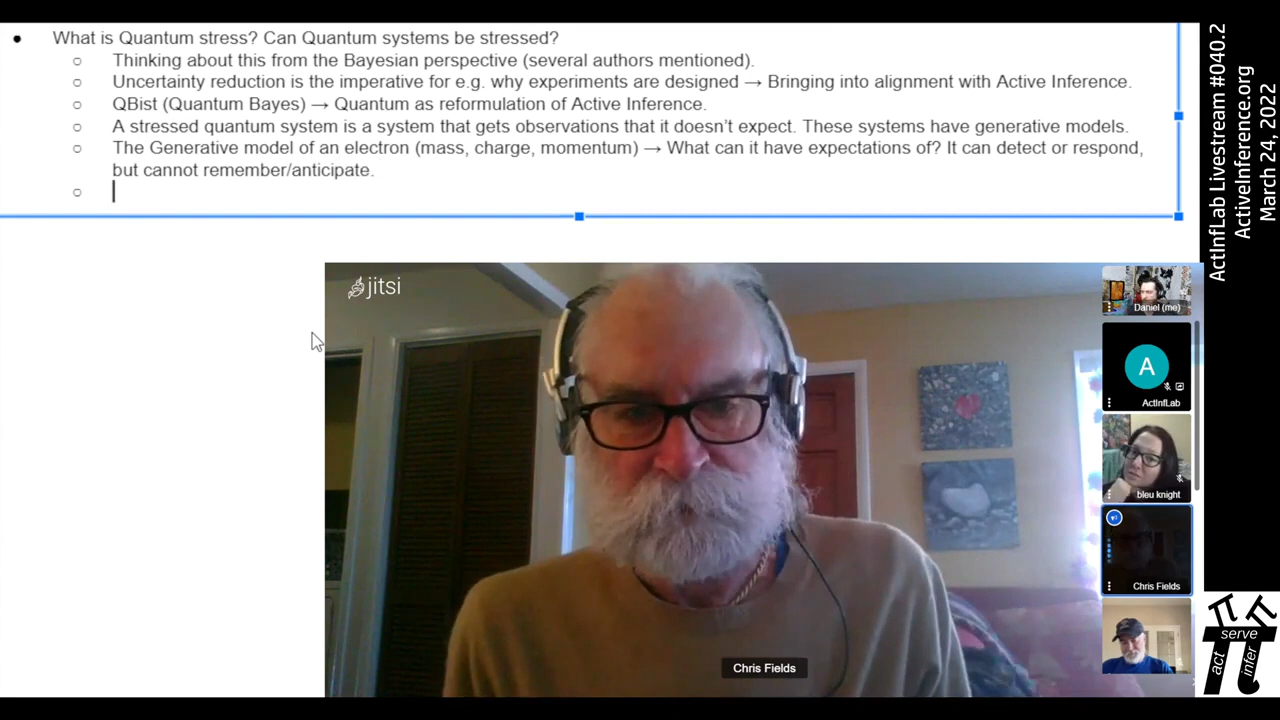 What is Quantum stress? Can Quantum systems be stressed?
Thinking about this from the Bayesian perspective (several authors mentioned).
Uncertainty reduction is the imperative for e.g. why experiments are designed → Bringing into alignment with Active Inference.
QBist (Quantum Bayes) → Quantum as reformulation of Active Inference.
A stressed quantum system is a system that gets observations that it doesn't expect. These systems have generative models.
The Generative model of an electron (mass, charge, momentum) → What can it have expectations of? It can detect or respond,
but cannot remember/anticipate.
jitsi
Chris Fields
Daniel (me)
A
ActInfLab
bleu knight
Chris Fields
ActInfLab Livestream #040.2
ActiveInference.org
March 24, 2022
serve
act
infer